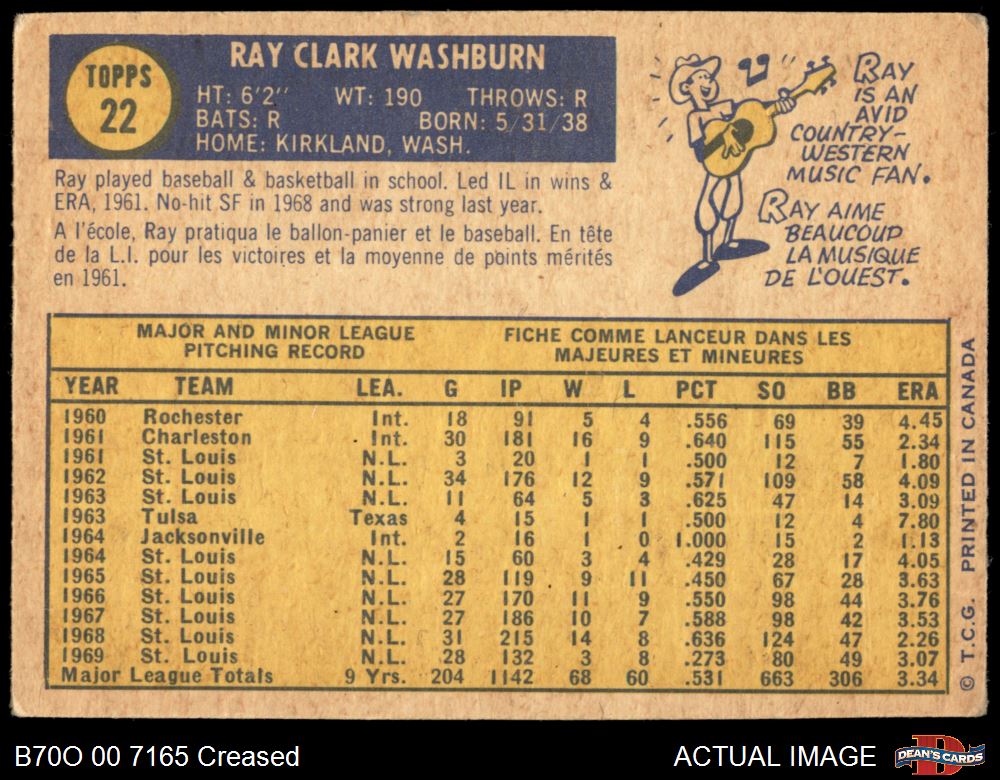 TOPPS
22
RAY CLARK WASHBURN
HT: 6'2" WT: 190 THROWS: R
BATS: R BORN: 5/31/38
HOME: KIRKLAND, WASH.
Ray played baseball & basketball in school. Led IL in wins &
ERA, 1961. No-hit SF in 1968 and was strong last year.
A l'école, Ray pratiqua le ballon-panier et le baseball. En tête
de la L.I. pour les victoires et la moyenne de points mérités
en 1961.
RAY
IS AN
AVID
COUNTRY-
WESTERN
MUSIC FAN.
RAY AIME
BEAUCOUP
LA MUSIQUE
DE L'OUEST.
MAJOR AND MINOR LEAGUE
PITCHING RECORD
FICHE COMME LANCEUR DANS LES
MAJEURES ET MINEURES
YEAR TEAM LEA. G IP W L PCT SO BB ERA
1960 Rochester Int. 18 91 5 4 .556 69 39 4.45
1961 Charleston Int. 30 181 16 9 .640 115 55 2.34
1961 St. Louis N.L. 3 20 1 1 .500 12 7 1.80
1962 St. Louis N.L. 34 176 12 9 .571 109 58 4.09
1963 St. Louis N.L. 11 64 5 3 .625 47 14 3.09
1963 Tulsa Texas 4 15 1 1 .500 12 4 7.80
1964 Jacksonville Int. 2 16 1 0 1.000 15 2 1.13
1964 St. Louis N.L. 15 60 3 4 .429 28 17 4.05
1965 St. Louis N.L. 28 119 9 11 .450 67 28 3.63
1966 St. Louis N.L. 27 170 11 9 .550 98 44 3.76
1967 St. Louis N.L. 27 186 10 7 .588 98 42 3.53
1968 St. Louis N.L. 31 215 14 8 .636 124 47 2.26
1969 St. Louis N.L. 28 132 3 8 .273 80 49 3.07
Major League Totals 9 Yrs. 204 1142 68 60 .531 663 306 3.34
© T.C.G. PRINTED IN CANADA
B70O 00 7165 Creased
ACTUAL IMAGE
DEAN'S CARDS